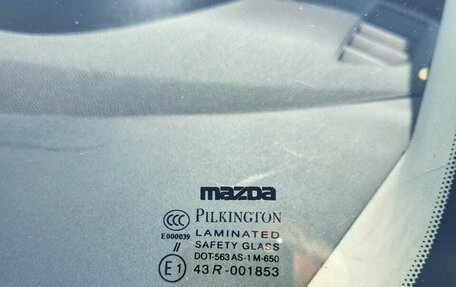 mazda
CCC PILKINGTON
E000039 LAMINATED
// SAFETY GLASS
DOT-563 AS-1 M-650
E1 43R-001853